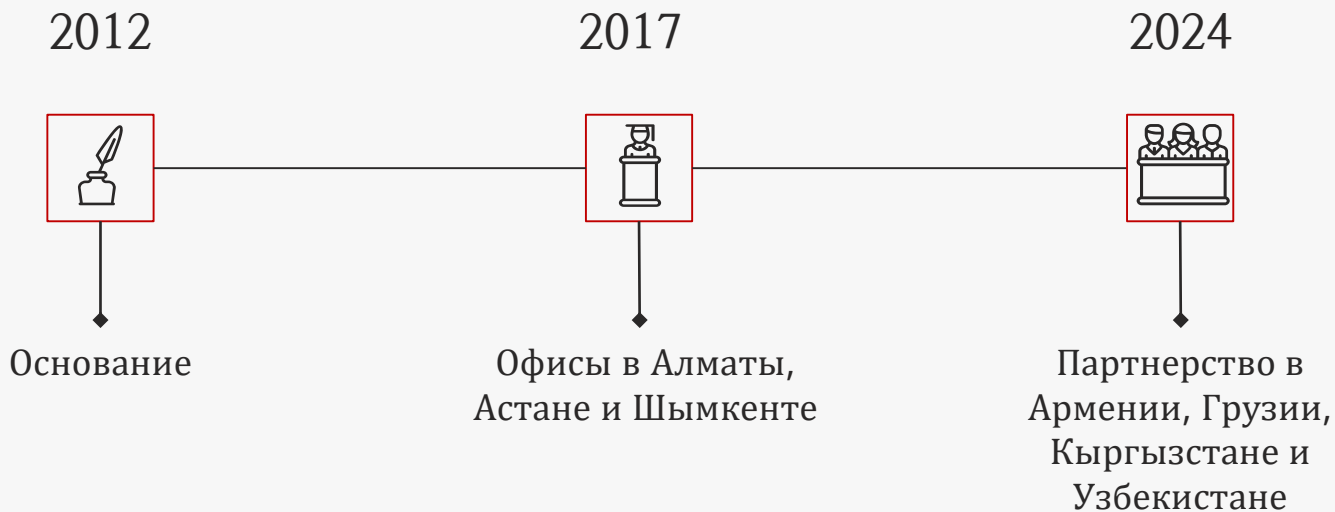 2012
2017
2024
Основание
Офисы в Алматы,
Астане и Шымкенте
Партнерство в
Армении, Грузии,
Кыргызстане и
Узбекистане